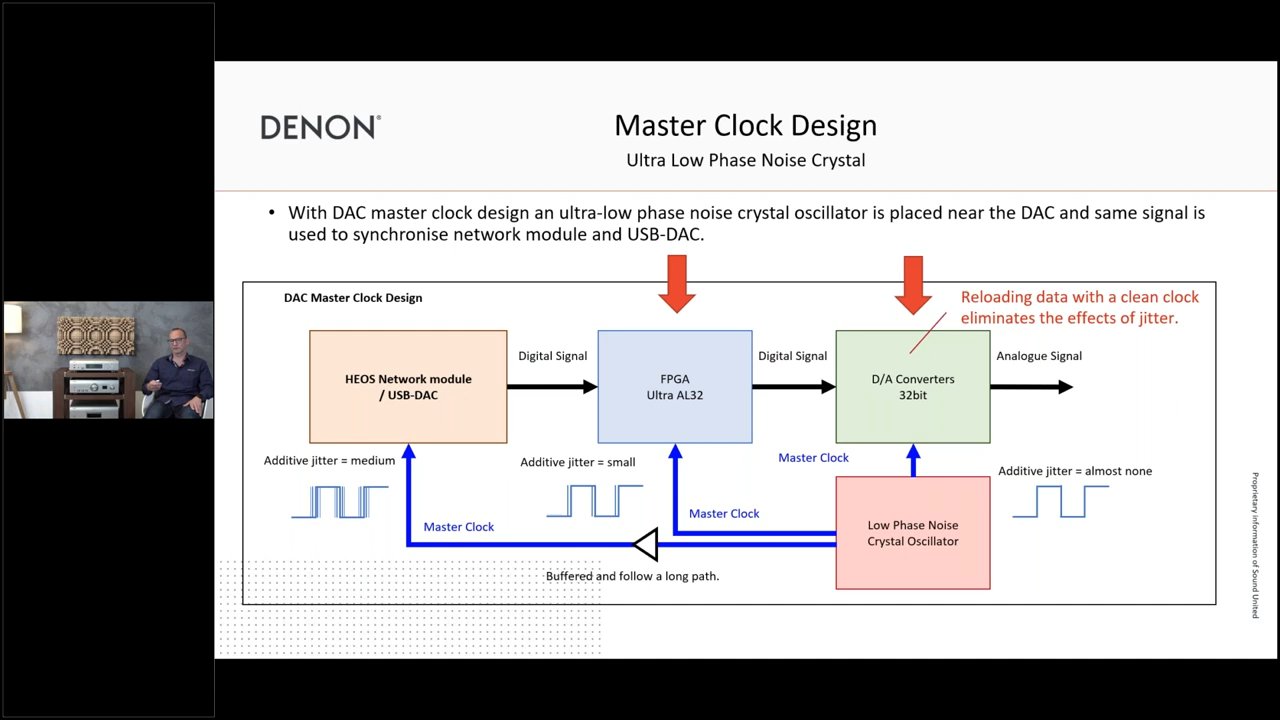 DENON®
Master Clock Design
Ultra Low Phase Noise Crystal
• With DAC master clock design an ultra-low phase noise crystal oscillator is placed near the DAC and same signal is
used to synchronise network module and USB-DAC.
DAC Master Clock Design
Reloading data with a clean clock
eliminates the effects of jitter.
HEOS Network module
/ USB-DAC
Digital Signal
FPGA
Ultra AL32
Digital Signal
D/A Converters
32bit
Analogue Signal
Additive jitter = medium
Additive jitter = small
Master Clock
Additive jitter = almost none
Master Clock
Master Clock
Low Phase Noise
Crystal Oscillator
Buffered and follow a long path.
Proprietary information of Sound United